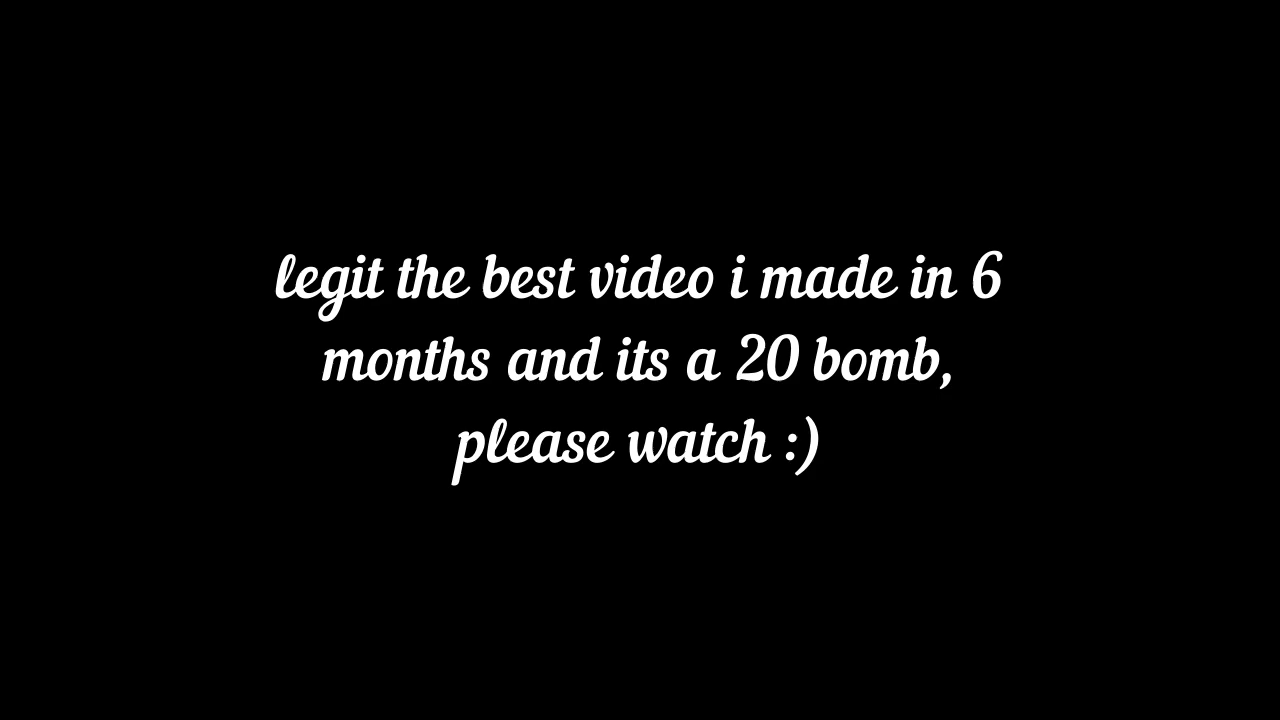 legit the best video i made in 6
months and its a 20 bomb,
please watch :)